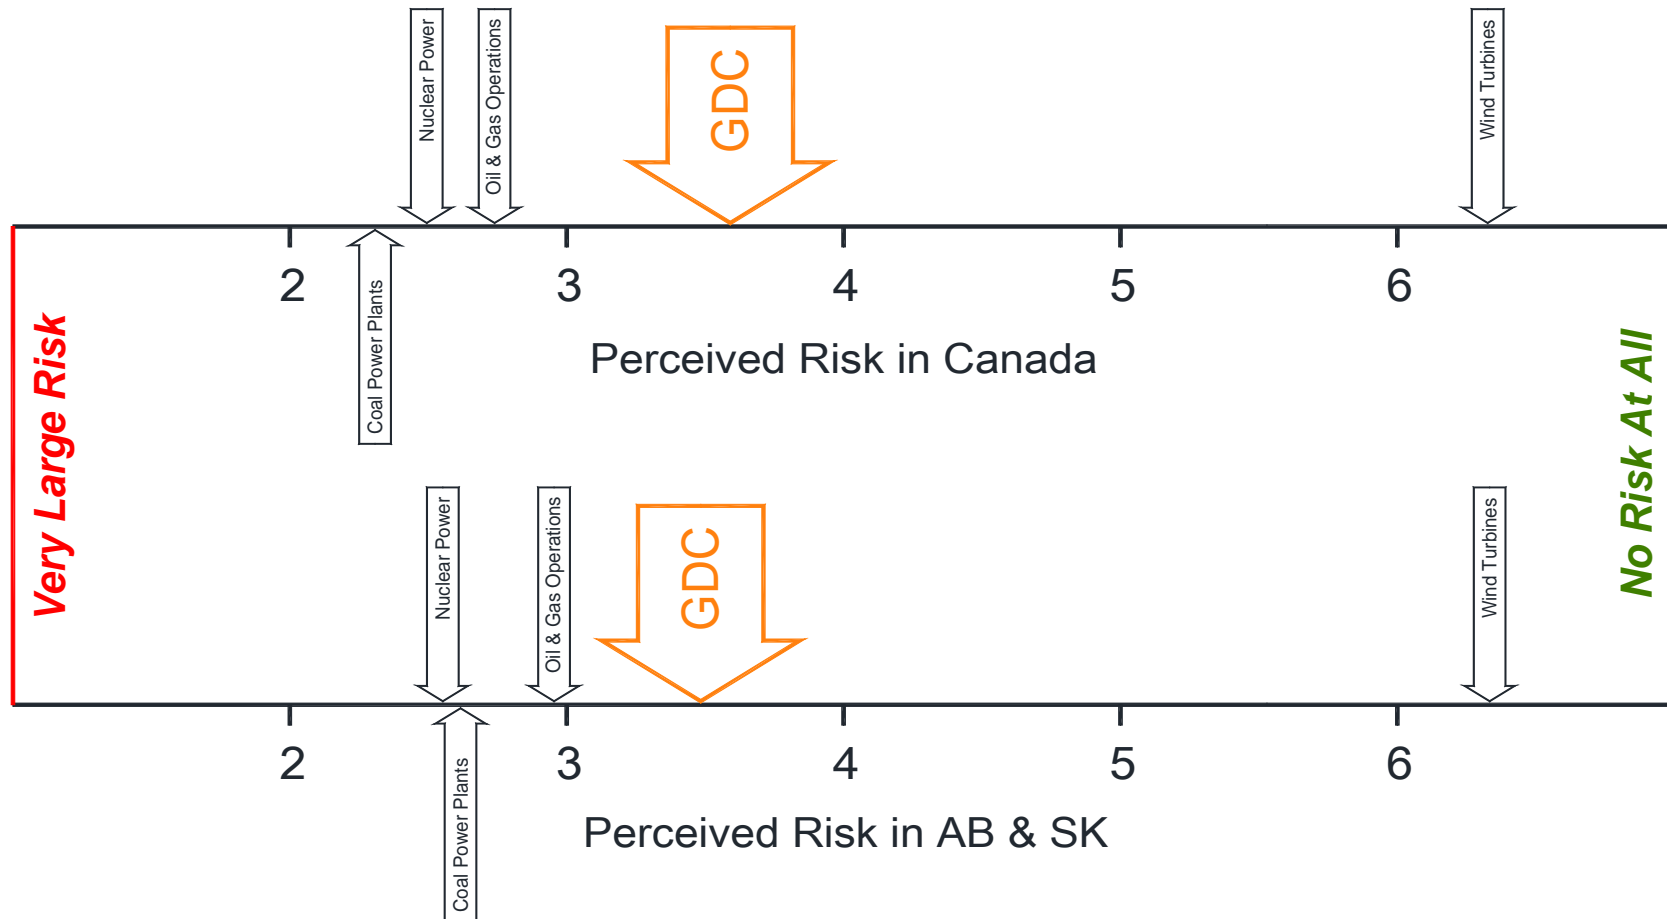 Nuclear Power
Oil & Gas Operations
GDC
Wind Turbines
2
3
4
5
6
Coal Power Plants
Perceived Risk in Canada
Very Large Risk
No Risk At All
Nuclear Power
Oil & Gas Operations
GDC
Wind Turbines
2
3
4
5
6
Coal Power Plants
Perceived Risk in AB & SK